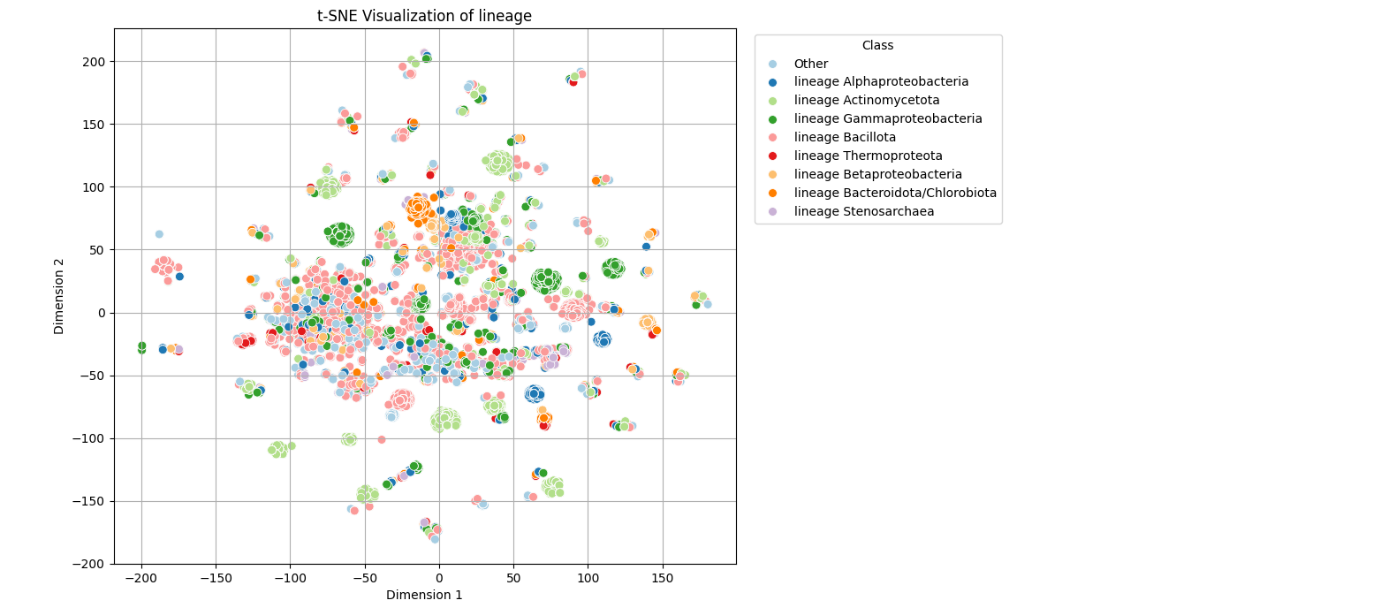 t-SNE Visualization of lineage
200
150
100
50
0
−50
−100
−150
−200
Dimension 2
−200
−150
−100
−50
0
50
100
150
Dimension 1
Class
Other
lineage Alphaproteobacteria
lineage Actinomycetota
lineage Gammaproteobacteria
lineage Bacillota
lineage Thermoproteota
lineage Betaproteobacteria
lineage Bacteroidota/Chlorobiota
lineage Stenosarchaea